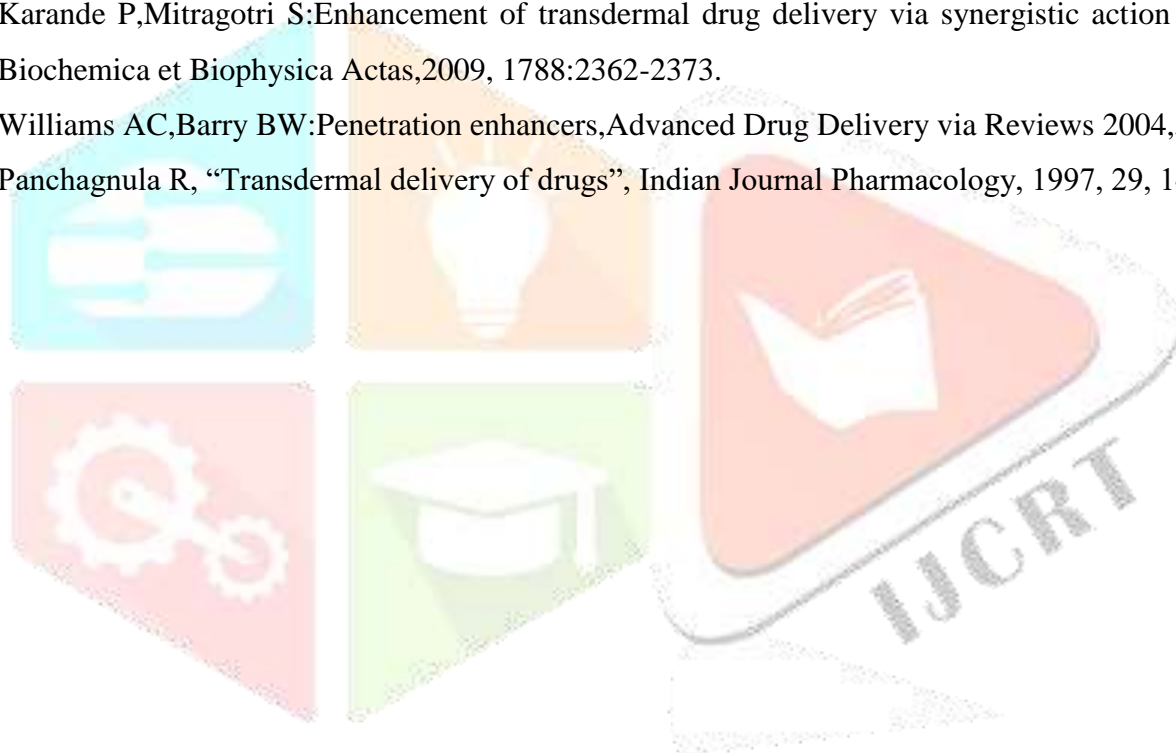 Karande P,Mitragotri S:Enhancement of transdermal drug delivery via synergistic action
Biochemica et Biophysica Actas,2009, 1788:2362-2373.
Williams AC,Barry BW:Penetration enhancers,Advanced Drug Delivery via Reviews 2004,
Panchagnula R, “Transdermal delivery of drugs”, Indian Journal Pharmacology, 1997, 29,
IJCRT